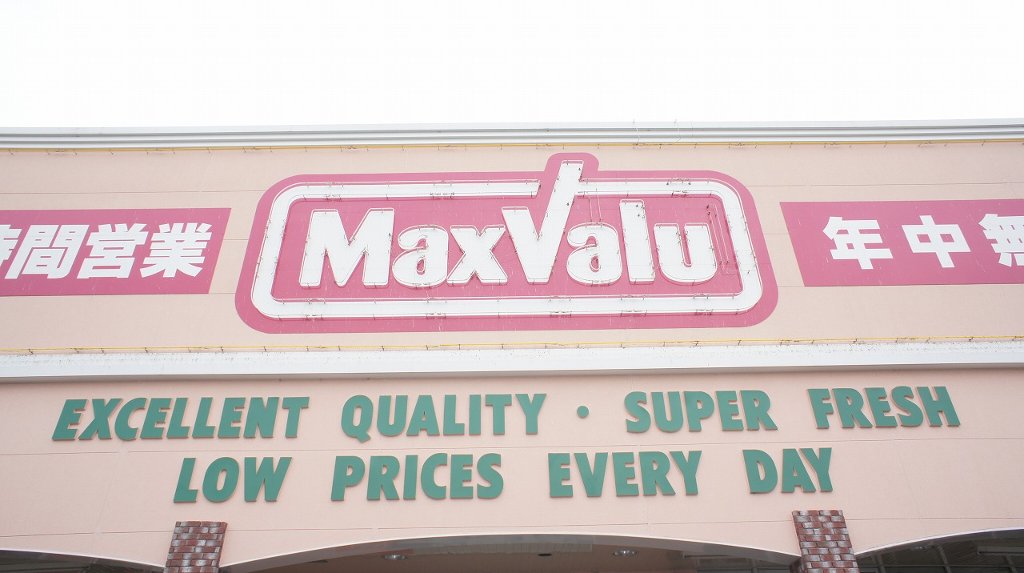 時間営業
MaxValu
年中無
EXCELLENT QUALITY・SUPER FRESH
LOW PRICES EVERY DAY